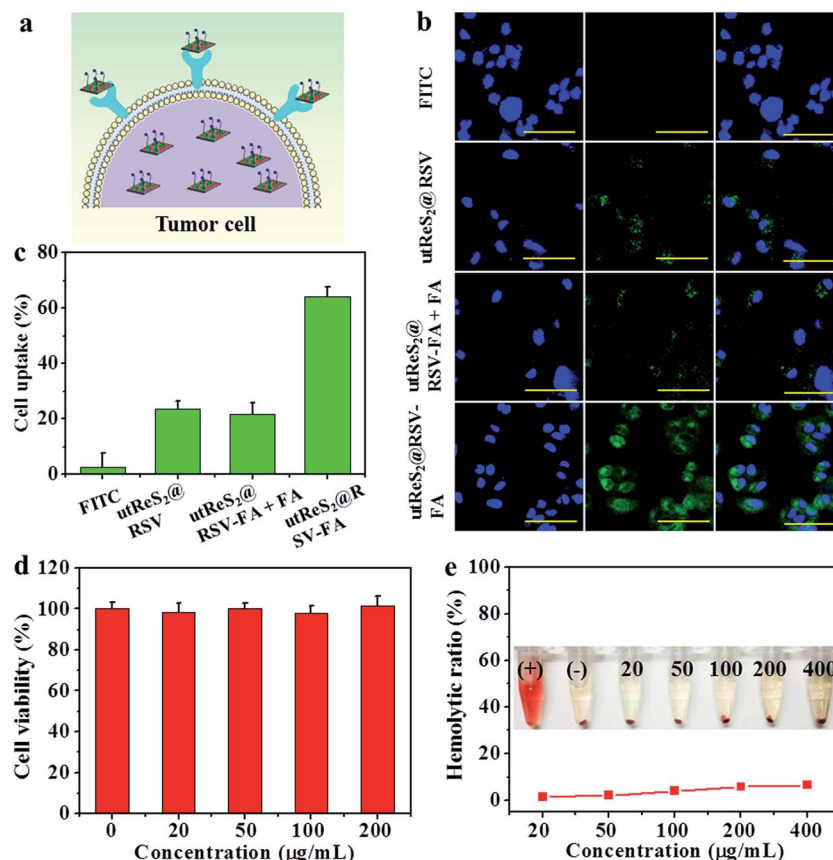 a
Tumor cell
b
FITC
utReS₂@RSV
utReS₂@
RSV-FA + FA
utReS₂@RSV-
FA
c
Cell uptake (%)
80
60
40
20
0
FITC
utReS₂@
RSV
utReS₂@
RSV-FA + FA
utReS₂@R
SV-FA
d
Cell viability (%)
120
100
80
60
40
20
0
0 20 50 100 200
Concentration (μg/mL)
e
Hemolytic ratio (%)
100
80
60
40
20
0
(+) (-) 20 50 100 200 400
20 50 100 200 400
Concentration (μg/mL)